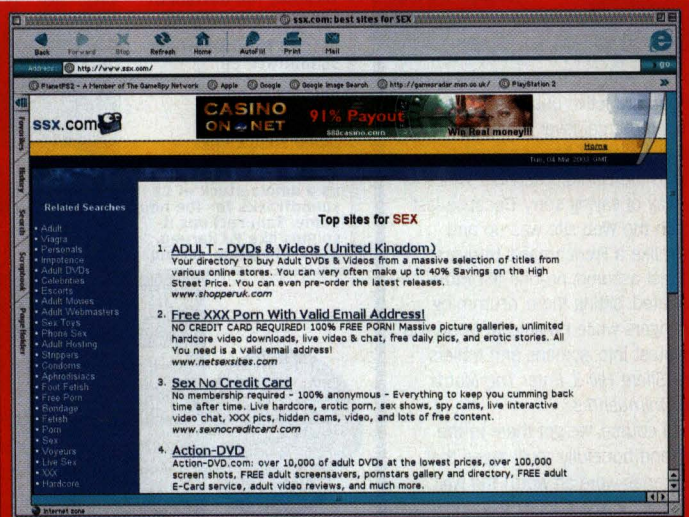 ssx.com: best sites for SEX
Back Forward Stop Refresh Home AutoFill Print Mail
Address: http://www.ssx.com/ go
PlanetPS2 - A Member of The GameSpy Network Apple Google Google Image Search http://gamesradar.msn.co.uk/ PlayStation 2
Favorites
History
Search
Scrapbook
Page Holder
ssx.com
CASINO ON NET
91% Payout
888casino.com
Win Real money!!!
Home
Tue, 04 Mar 2003 GMT
Related Searches
• Adult
• Viagra
• Personals
• Impotence
• Adult DVDs
• Celebrities
• Escorts
• Adult Movies
• Adult Webmasters
• Sex Toys
• Phone Sex
• Adult Hosting
• Strippers
• Condoms
• Aphrodisiacs
• Foot Fetish
• Free Porn
• Bondage
• Fetish
• Porn
• Sex
• Voyeurs
• Live Sex
• XXX
• Hardcore
Top sites for SEX
1. ADULT - DVDs & Videos (United Kingdom)
Your directory to buy Adult DVDs & Videos from a massive selection of titles from
various online stores. You can very often make up to 40% Savings on the High
Street Price. You can even pre-order the latest releases.
www.shopperuk.com
2. Free XXX Porn With Valid Email Address!
NO CREDIT CARD REQUIRED! 100% FREE PORN! Massive picture galleries, unlimited
hardcore video downloads, live video & chat, free daily pics, and erotic stories. All
You need is a valid email address!
www.netsexsites.com
3. Sex No Credit Card
No membership required - 100% anonymous - Everything to keep you cumming back
time after time. Live hardcore, erotic porn, sex shows, spy cams, live interactive
video chat, XXX pics, hidden cams, video, and lots of free content.
www.sexnocreditcard.com
4. Action-DVD
Action-DVD.com: over 10,000 of adult DVDs at the lowest prices, over 100,000
screen shots, FREE adult screensavers, pornstars gallery and directory, FREE adult
E-Card service, adult video reviews, and much more.
Internet zone